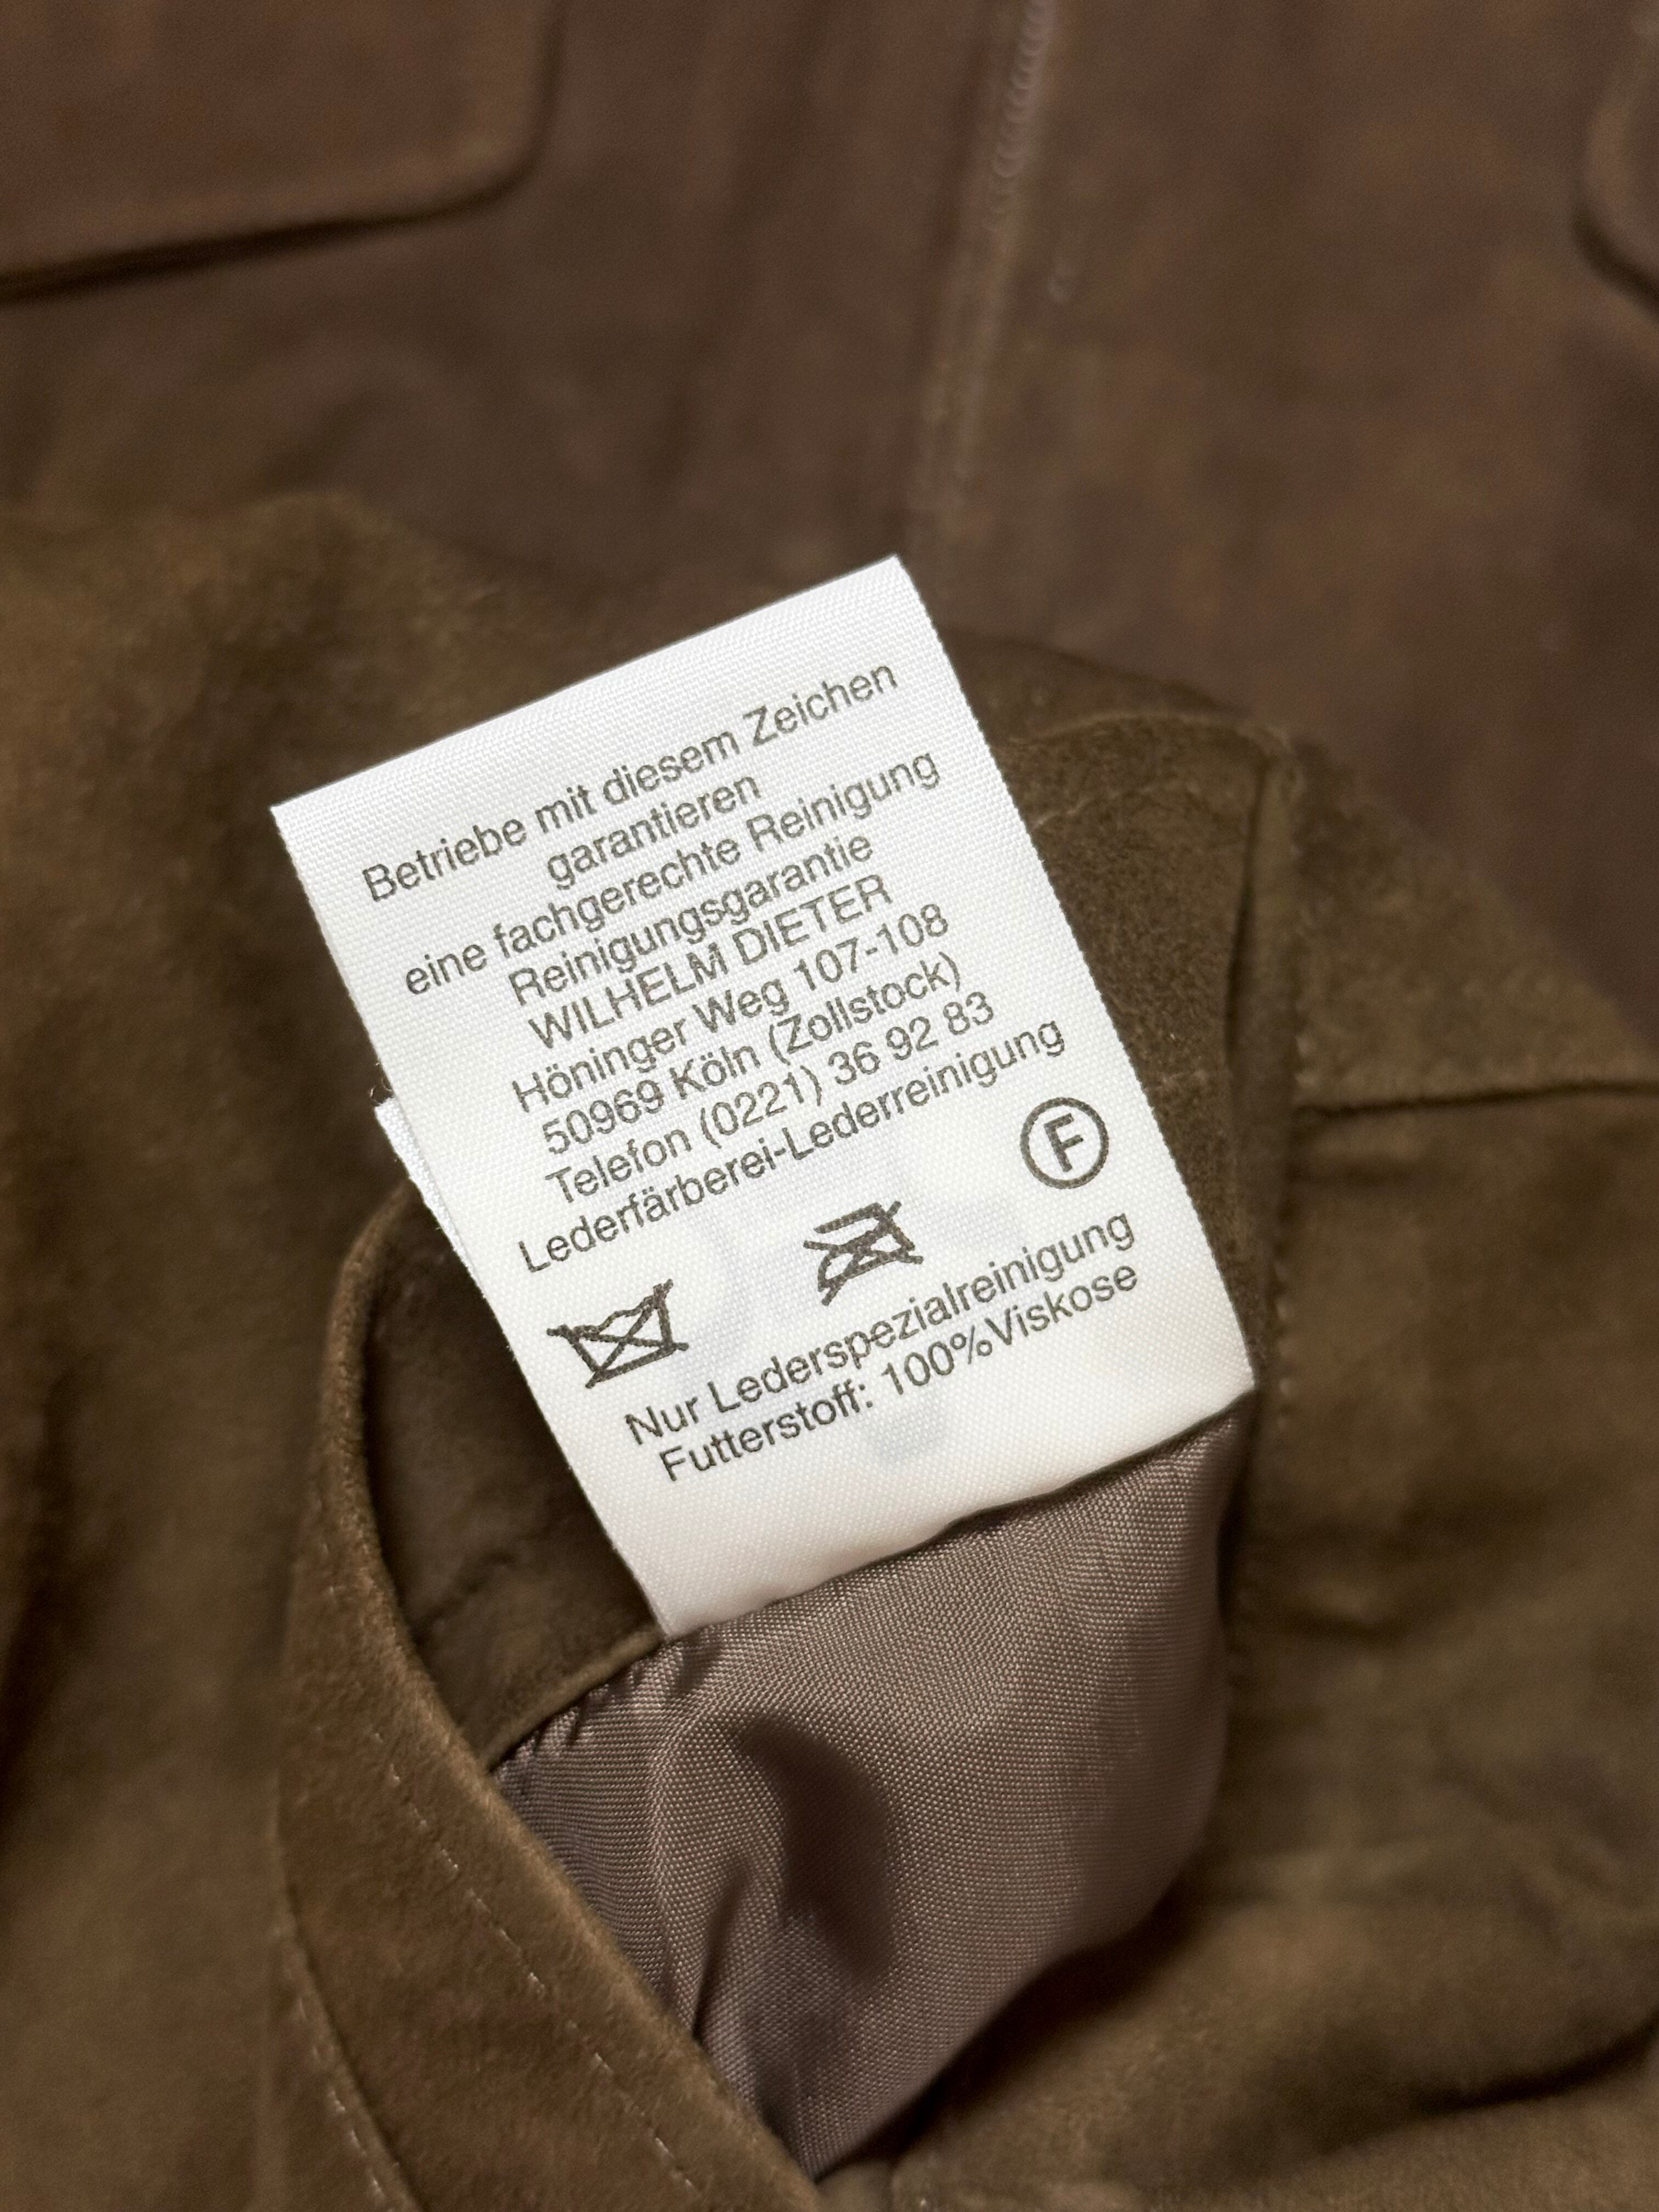 Betriebe mit diesem Zeichen
garantieren
eine fachgerechte Reinigung
Reinigungsgarantie
WILHELM DIETER
Höninger Weg 107-108
50969 Köln (Zollstock)
Telefon (0221) 36 92 83
Lederfärberei-Lederreinigung
F
Nur Lederspezialreinigung
Futterstoff: 100%Viskose